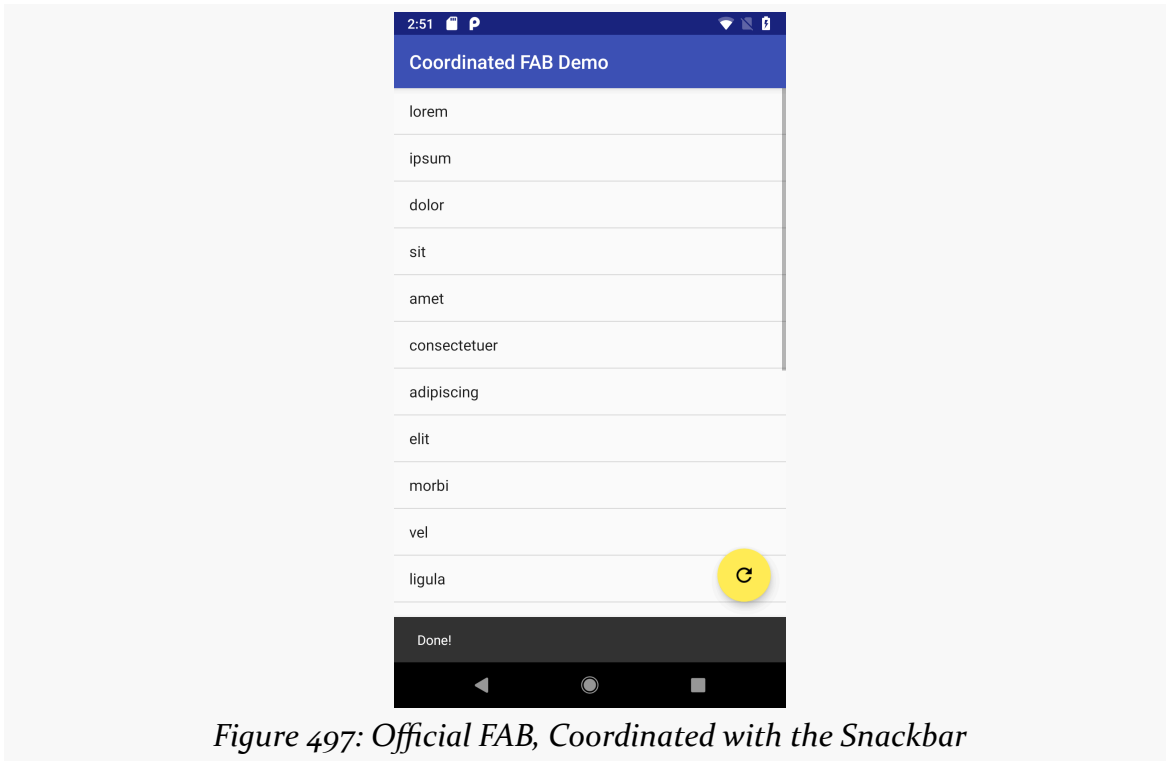 2:51
Coordinated FAB Demo
lorem
ipsum
dolor
sit
amet
consectetuer
adipiscing
elit
morbi
vel
ligula
Done!
Figure 497: Official FAB, Coordinated with the Snackbar